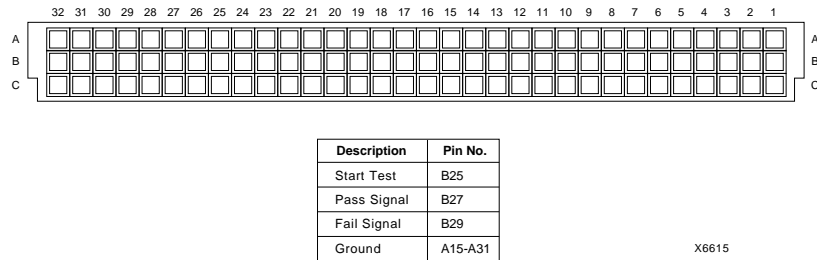 32 31 30 29 28 27 26 25 24 23 22 21 20 19 18 17 16 15 14 13 12 11 10 9 8 7 6 5 4 3 2 1
A A
B B
C C
Description Pin No.
Start Test B25
Pass Signal B27
Fail Signal B29
Ground A15-A31
X6615